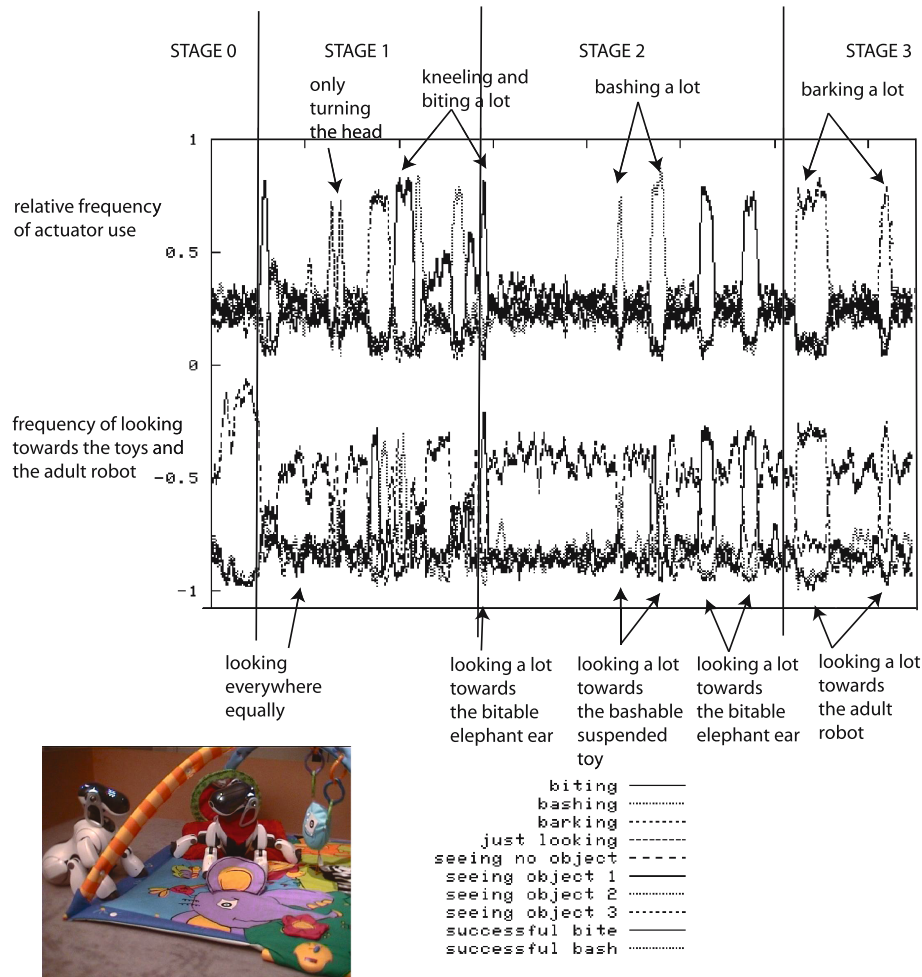 STAGE 0
STAGE 1
STAGE 2
STAGE 3
only
turning
the head
kneeling and
biting a lot
bashing a lot
barking a lot
1
relative frequency
of actuator use
0.5
0
frequency of looking
towards the toys and
the adult robot
-0.5
-1
looking
everywhere
equally
looking a lot
towards
the bitable
elephant ear
looking a lot
towards
the bashable
suspended
toy
looking a lot
towards
the bitable
elephant ear
looking a lot
towards
the adult
robot
biting
bashing
barking
just looking
seeing no object
seeing object 1
seeing object 2
seeing object 3
successful bite
successful bash